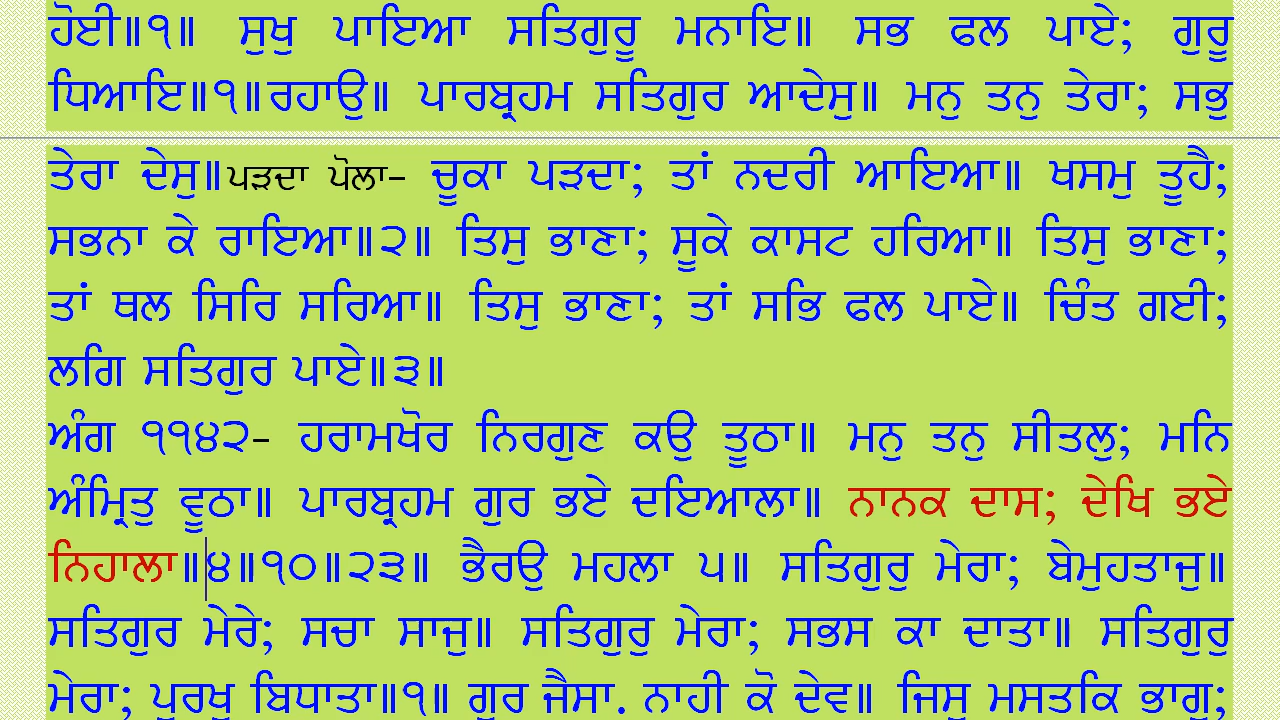 ਹੋਈ॥੧॥ ਸੁਖੁ ਪਾਇਆ ਸਤਿਗੁਰੂ ਮਨਾਇ॥ ਸਭ ਫਲ ਪਾਏ; ਗੁਰੂ
ਧਿਆਇ॥੧॥ਰਹਾਉ॥ ਪਾਰਬ੍ਰਹਮ ਸਤਿਗੁਰ ਆਦੇਸੁ॥ ਮਨੁ ਤਨੁ ਤੇਰਾ; ਸਭੁ
ਤੇਰਾ ਦੇਸੁ॥ਪੜਦਾ ਪੋਲਾ– ਚੂਕਾ ਪੜਦਾ; ਤਾਂ ਨਦਰੀ ਆਇਆ॥ ਖਸਮੁ ਤੂਹੈ;
ਸਭਨਾ ਕੇ ਰਾਇਆ॥੨॥ ਤਿਸੁ ਭਾਣਾ; ਸੂਕੇ ਕਾਸਟ ਹਰਿਆ॥ ਤਿਸੁ ਭਾਣਾ;
ਤਾਂ ਥਲ ਸਿਰਿ ਸਰਿਆ॥ ਤਿਸੁ ਭਾਣਾ; ਤਾਂ ਸਭਿ ਫਲ ਪਾਏ॥ ਚਿੰਤ ਗਈ;
ਲਗਿ ਸਤਿਗੁਰ ਪਾਏ॥੩॥
ਅੰਗ ੧੧੪੨– ਹਰਾਮਖੋਰ ਨਿਰਗੁਣ ਕਉ ਤੂਠਾ॥ ਮਨੁ ਤਨੁ ਸੀਤਲੁ; ਮਨਿ
ਅੰਮ੍ਰਿਤੁ ਵੂਠਾ॥ ਪਾਰਬ੍ਰਹਮ ਗੁਰ ਭਏ ਦਇਆਲਾ॥ ਨਾਨਕ ਦਾਸ; ਦੇਖਿ ਭਏ
ਨਿਹਾਲਾ॥੪॥੧੦॥੨੩॥ ਭੈਰਉ ਮਹਲਾ ੫॥ ਸਤਿਗੁਰੁ ਮੇਰਾ; ਬੇਮੁਹਤਾਜੁ॥
ਸਤਿਗੁਰ ਮੇਰੇ; ਸਚਾ ਸਾਜੁ॥ ਸਤਿਗੁਰੁ ਮੇਰਾ; ਸਭਸ ਕਾ ਦਾਤਾ॥ ਸਤਿਗੁਰੁ
ਮੇਰਾ; ਪੁਰਖੁ ਬਿਧਾਤਾ॥੧॥ ਗੁਰ ਜੈਸਾ. ਨਾਹੀ ਕੋ ਦੇਵ॥ ਜਿਸੁ ਮਸਤਕਿ ਭਾਗੁ;